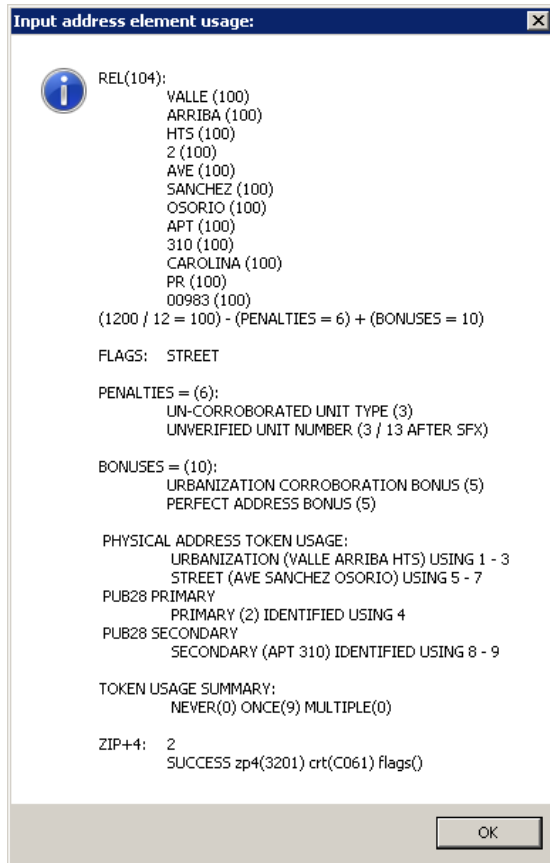 Input address element usage:
REL(104):
VALLE (100)
ARRIBA (100)
HTS (100)
2 (100)
AVE (100)
SANCHEZ (100)
OSORIO (100)
APT (100)
310 (100)
CAROLINA (100)
PR (100)
00983 (100)
(1200 / 12 = 100) - (PENALTIES = 6) + (BONUSES = 10)
FLAGS: STREET
PENALTIES = (6):
UN-CORROBORATED UNIT TYPE (3)
UNVERIFIED UNIT NUMBER (3 / 13 AFTER SFX)
BONUSES = (10):
URBANIZATION CORROBORATION BONUS (5)
PERFECT ADDRESS BONUS (5)
PHYSICAL ADDRESS TOKEN USAGE:
URBANIZATION (VALLE ARRIBA HTS) USING 1 - 3
STREET (AVE SANCHEZ OSORIO) USING 5 - 7
PUB28 PRIMARY
PRIMARY (2) IDENTIFIED USING 4
PUB28 SECONDARY
SECONDARY (APT 310) IDENTIFIED USING 8 - 9
TOKEN USAGE SUMMARY:
NEVER(0) ONCE(9) MULTIPLE(0)
ZIP+4: 2
SUCCESS zp4(3201) crt(C061) flags()
OK